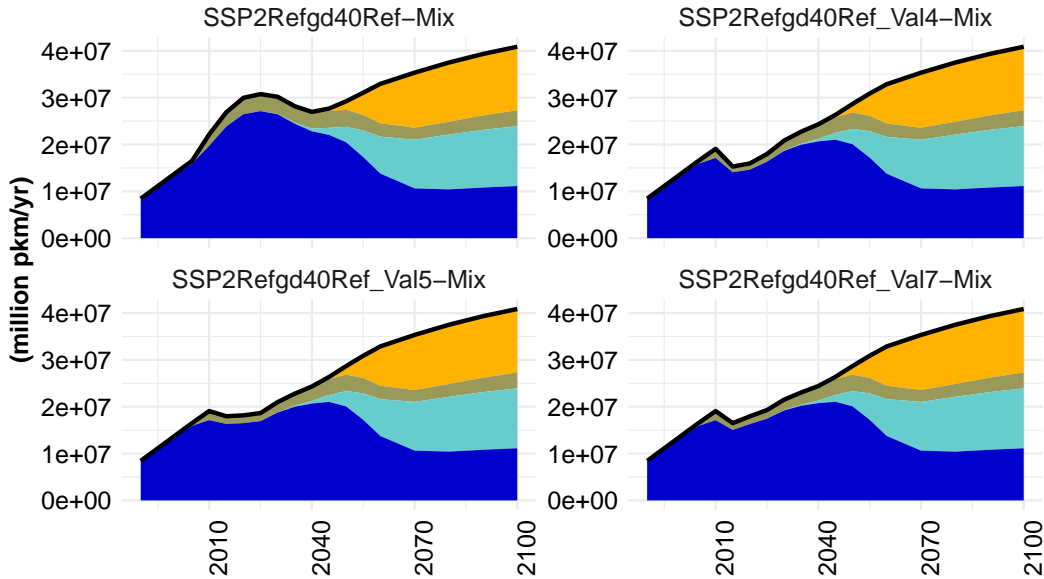 SSP2Refgd40Ref−Mix
SSP2Refgd40Ref_Val4−Mix
4e+07
3e+07
2e+07
1e+07
0e+00
4e+07
3e+07
2e+07
1e+07
0e+00
SSP2Refgd40Ref_Val5−Mix
SSP2Refgd40Ref_Val7−Mix
4e+07
3e+07
2e+07
1e+07
0e+00
4e+07
3e+07
2e+07
1e+07
0e+00
(million pkm/yr)
2010
2040
2070
2100
2010
2040
2070
2100